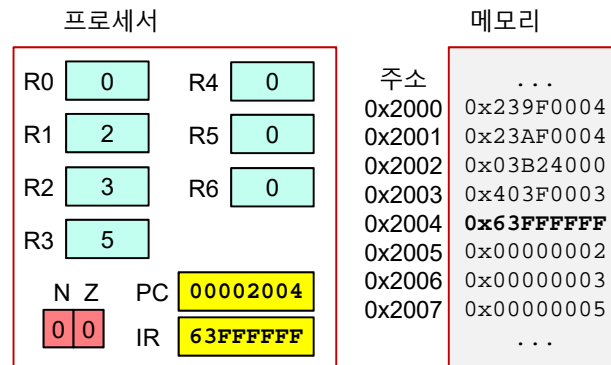 프로세서
메모리
R0 0 R4 0
R1 2 R5 0
R2 3 R6 0
R3 5
N Z PC 00002004
0 0 IR 63FFFFFF
주소 ...
0x2000 0x239F0004
0x2001 0x23AF0004
0x2002 0x03B24000
0x2003 0x403F0003
0x2004 0x63FFFFFF
0x2005 0x00000002
0x2006 0x00000003
0x2007 0x00000005
...